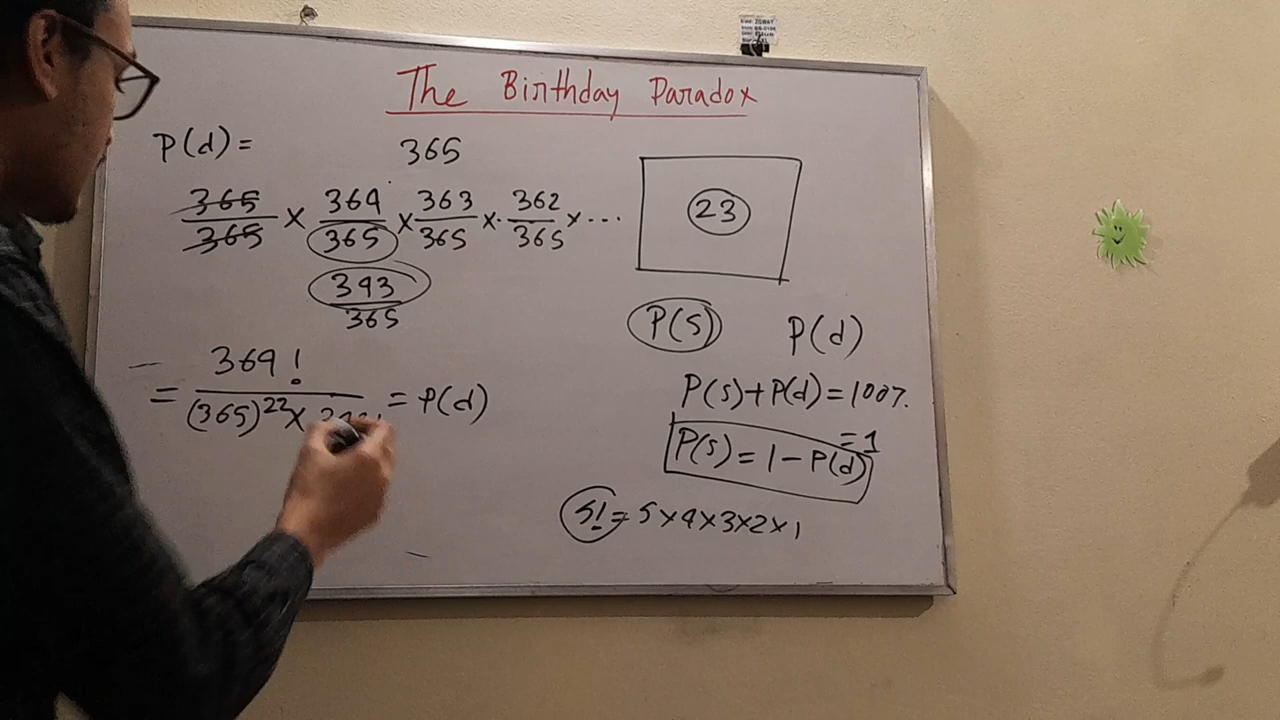 The Birthday Paradox
P(d) =
365
365/365 × 364/365 × 363/365 × 362/365 × ...
343/365
23
P(S) P(d)
= 364! / (365)^22 × = P(d)
P(S) + P(d) = 100%
= 1
P(S) = 1 - P(d)
5! = 5 × 4 × 3 × 2 × 1